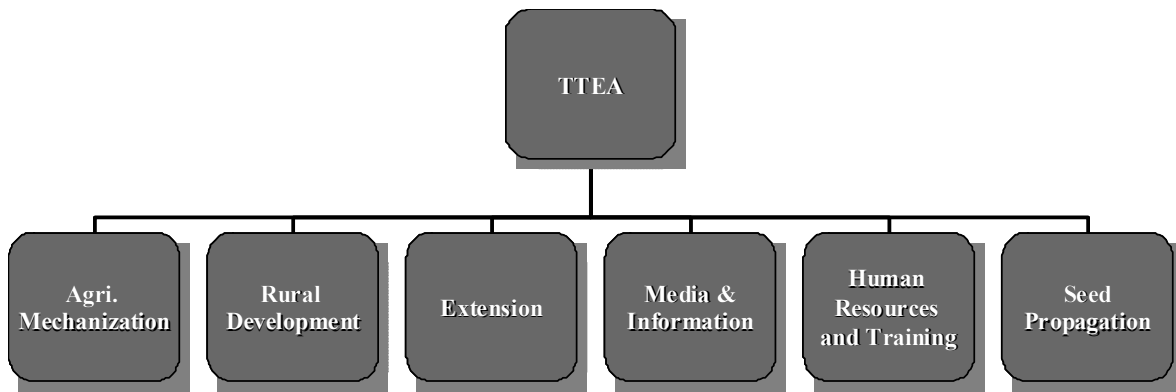 TTEA
Agri.
Mechanization
Rural
Development
Extension
Media &
Information
Human
Resources
and Training
Seed
Propagation